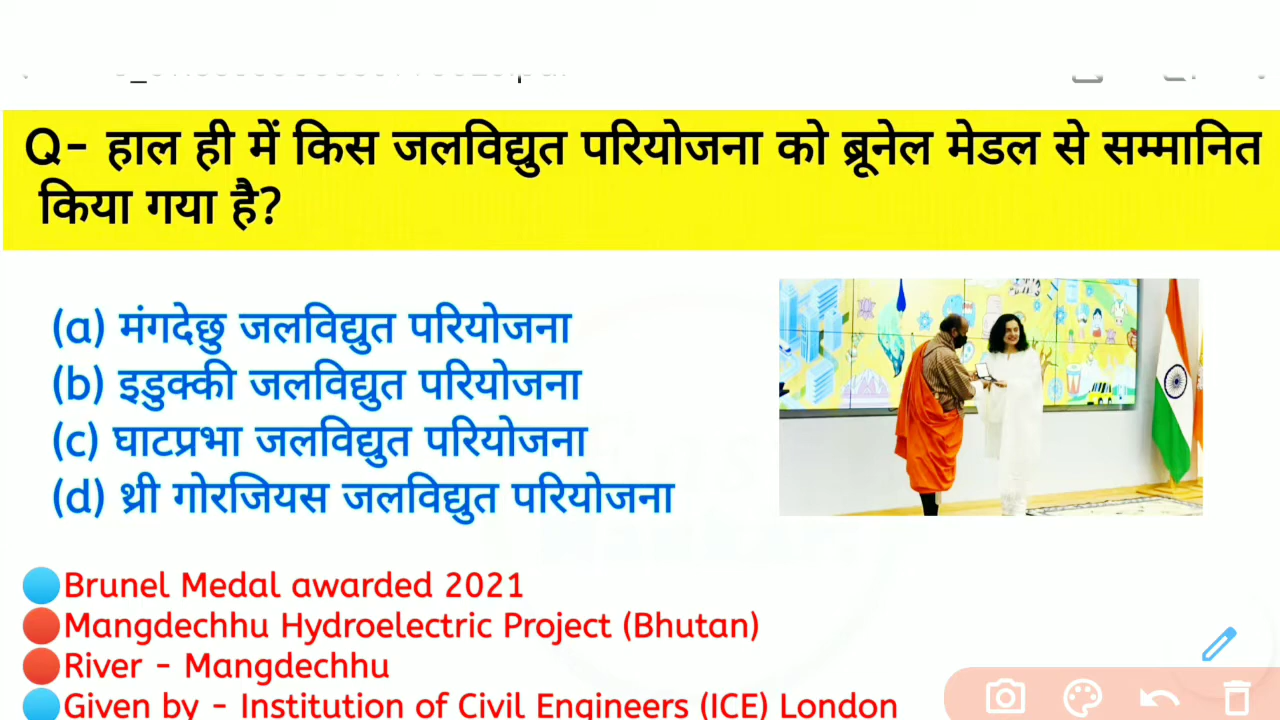 Q- हाल ही में किस जलविद्युत परियोजना को ब्रूनेल मेडल से सम्मानित
किया गया है?
(a) मंगदेछु जलविद्युत परियोजना
(b) इडुक्की जलविद्युत परियोजना
(c) घाटप्रभा जलविद्युत परियोजना
(d) थ्री गोरजियस जलविद्युत परियोजना
Brunel Medal awarded 2021
Mangdechhu Hydroelectric Project (Bhutan)
River - Mangdechhu
Given by - Institution of Civil Engineers (ICE) London